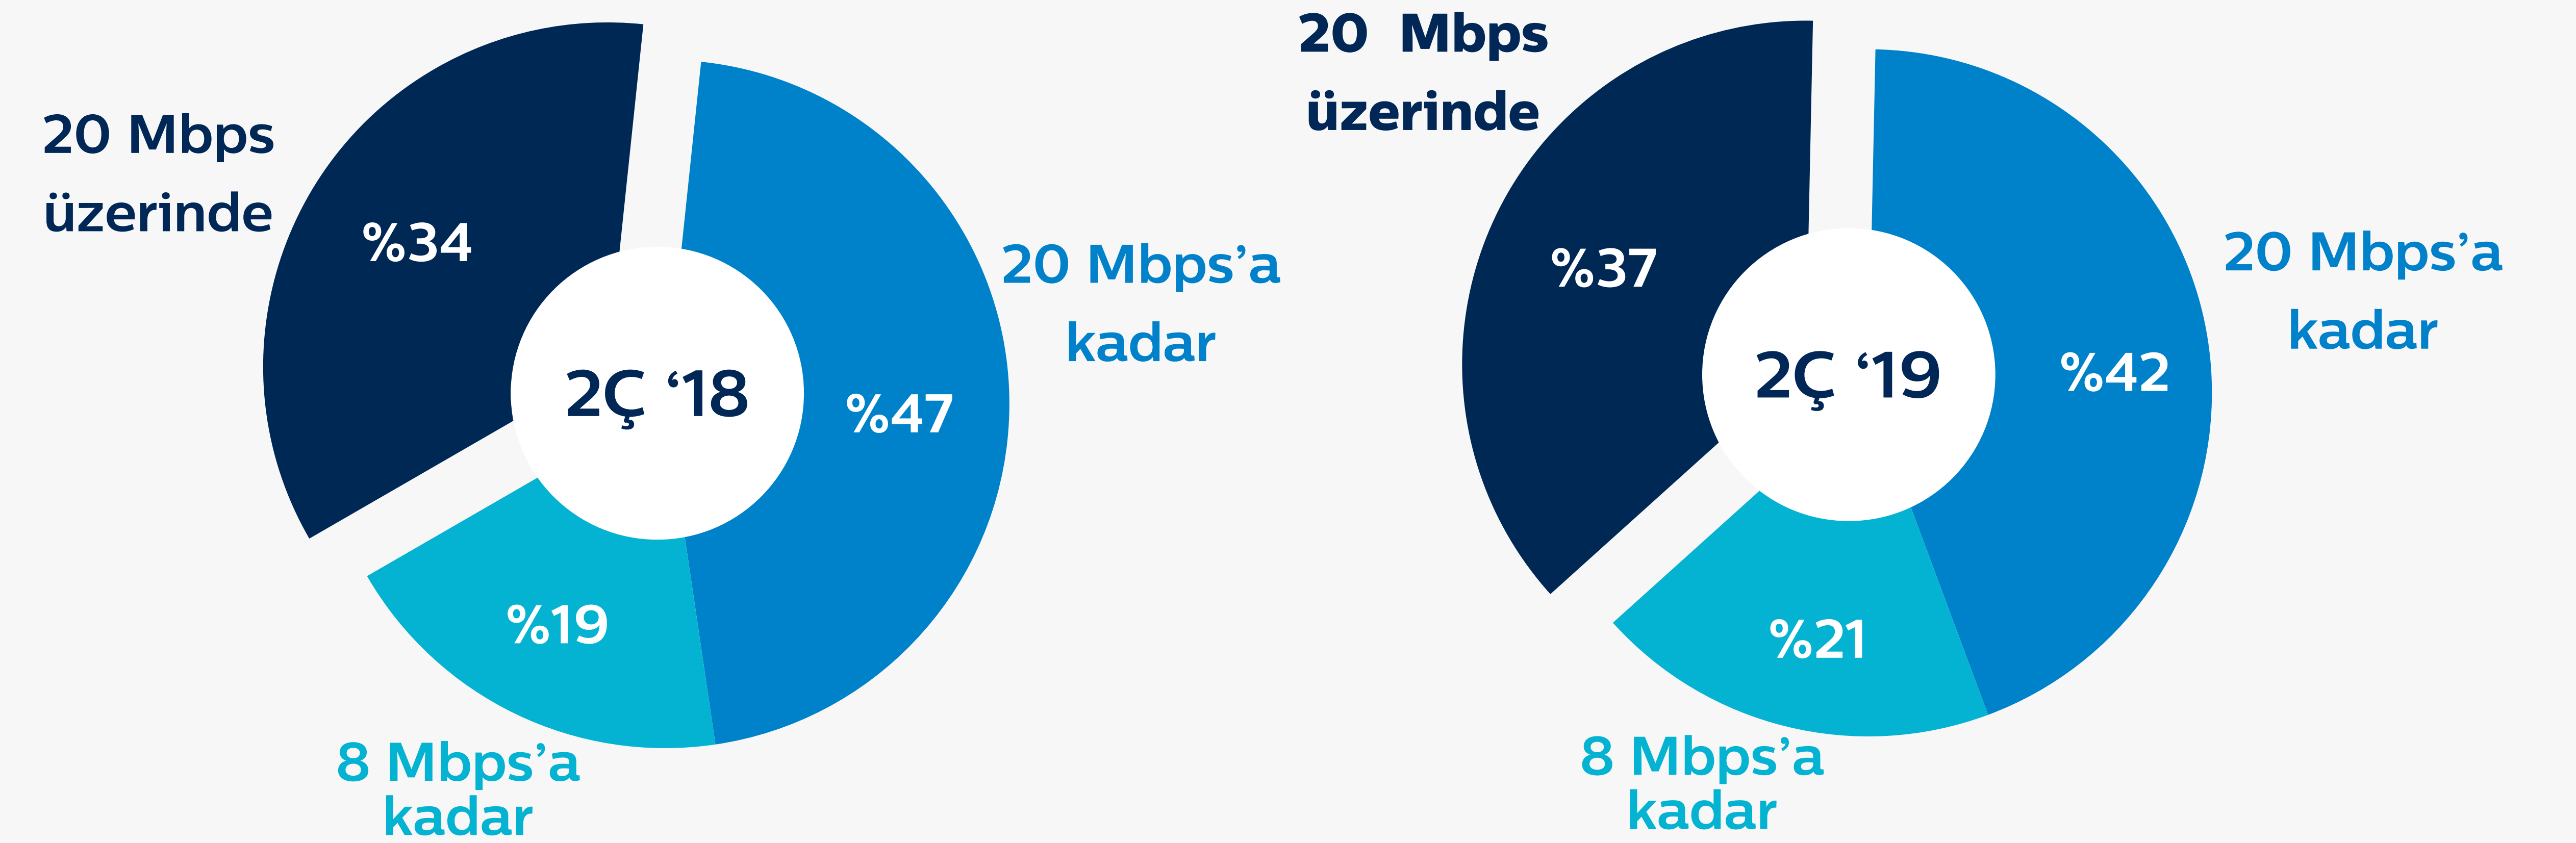 20 Mbps
üzerinde
%34
2Ç ‘18
20 Mbps’a
kadar
%47
%19
8 Mbps’a
kadar
20 Mbps
üzerinde
%37
2Ç ‘19
20 Mbps’a
kadar
%42
%21
8 Mbps’a
kadar